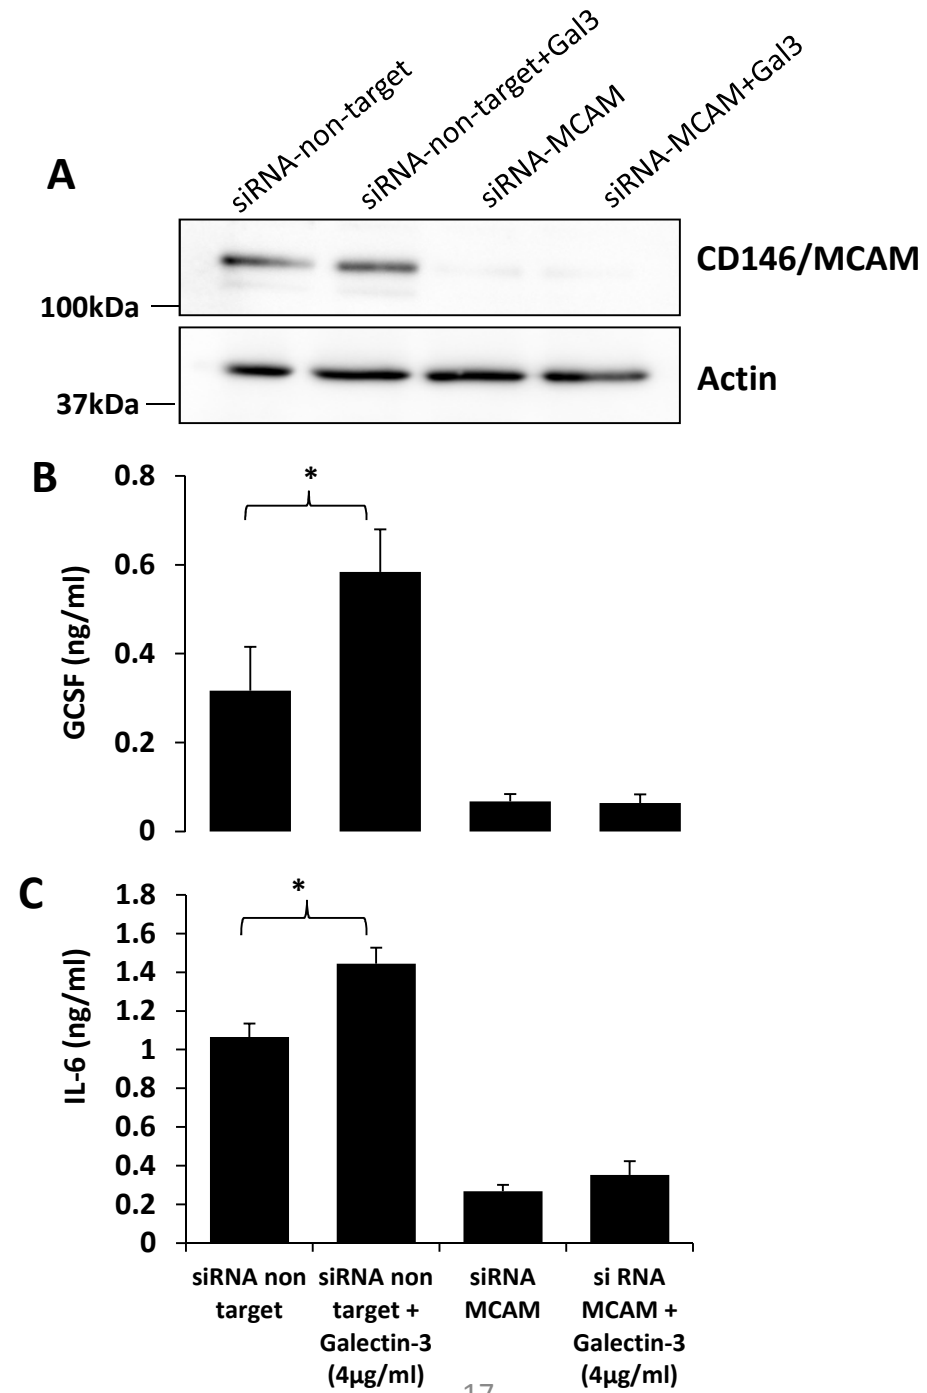 siRNA-non-target
siRNA-non-target+Gal3
siRNA-MCAM
siRNA-MCAM+Gal3
A
CD146/MCAM
100kDa
Actin
37kDa
B
*
0.8
0.6
0.4
0.2
0
GCSF (ng/ml)
C
*
1.8
1.6
1.4
1.2
1
0.8
0.6
0.4
0.2
0
IL-6 (ng/ml)
siRNA non
target
siRNA non
target +
Galectin-3
(4µg/ml)
siRNA
MCAM
si RNA
MCAM +
Galectin-3
(4µg/ml)
17